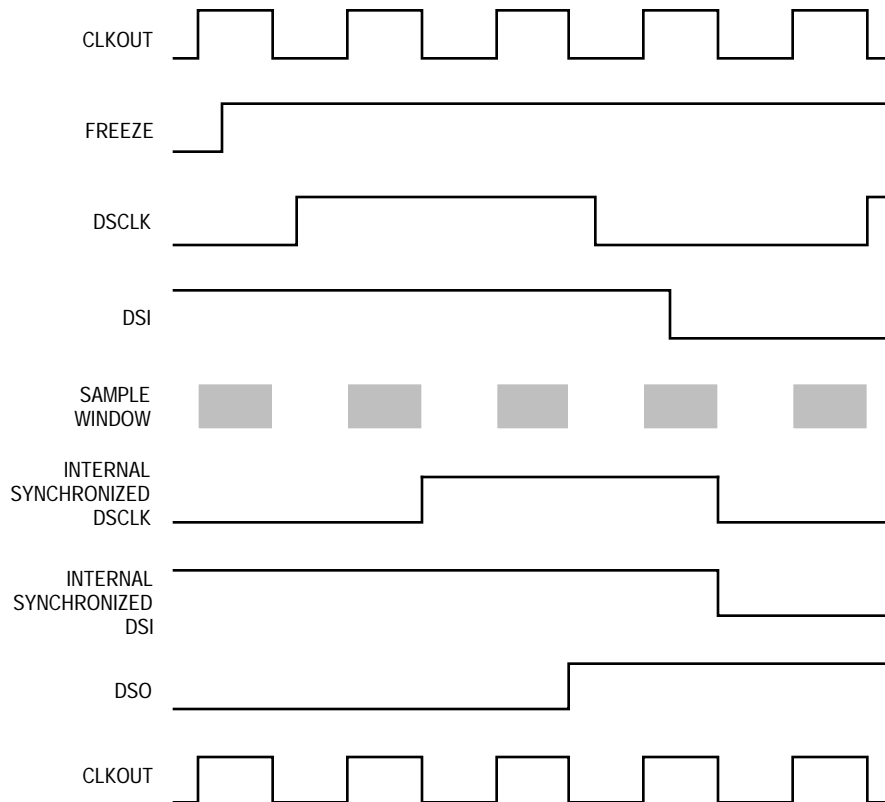 CLKOUT
FREEZE
DSCLK
DSI
SAMPLE
WINDOW
INTERNAL
SYNCHRONIZED
DSCLK
INTERNAL
SYNCHRONIZED
DSI
DSO
CLKOUT